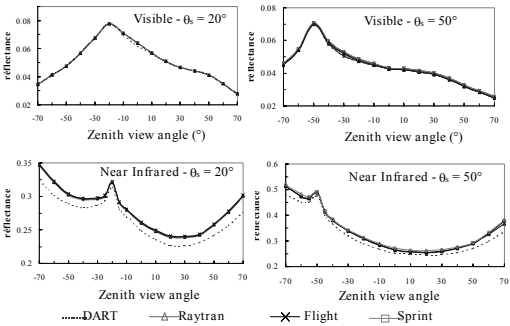 Visible - θs = 20°
réflectance
0.08
0.06
0.04
0.02
-70 -50 -30 -10 10 30 50 70
Zenith view angle (°)
Visible - θs = 50°
réflectance
0.08
0.06
0.04
0.02
-70 -50 -30 -10 10 30 50 70
Zenith view angle (°)
Near Infrared - θs = 20°
réflectance
0.35
0.3
0.25
0.2
-70 -50 -30 -10 10 30 50 70
Zenith view angle
Near Infrared - θs = 50°
0.6
0.5
0.4
0.3
0.2
-70 -50 -30 -10 10 30 50 70
Zenith view angle
DART Raytran Flight Sprint